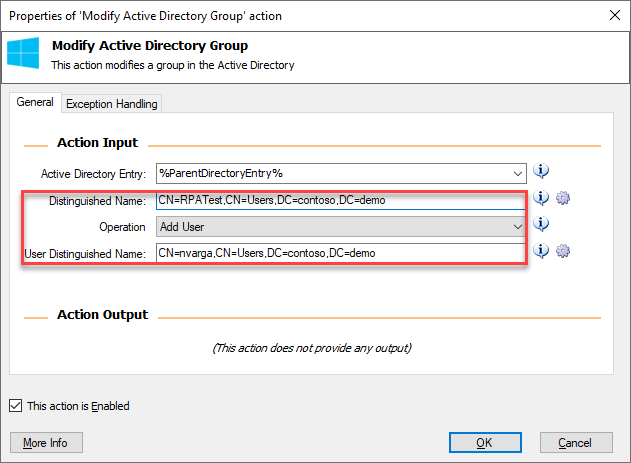 Properties of 'Modify Active Directory Group' action
Modify Active Directory Group
This action modifies a group in the Active Directory
General Exception Handling
Action Input
Active Directory Entry: %ParentDirectoryEntry%
Distinguished Name: CN=RPATest,CN=Users,DC=contoso,DC=demo
Operation Add User
User Distinguished Name: CN=nvarga,CN=Users,DC=contoso,DC=demo
Action Output
(This action does not provide any output)
This action is Enabled
More Info OK Cancel